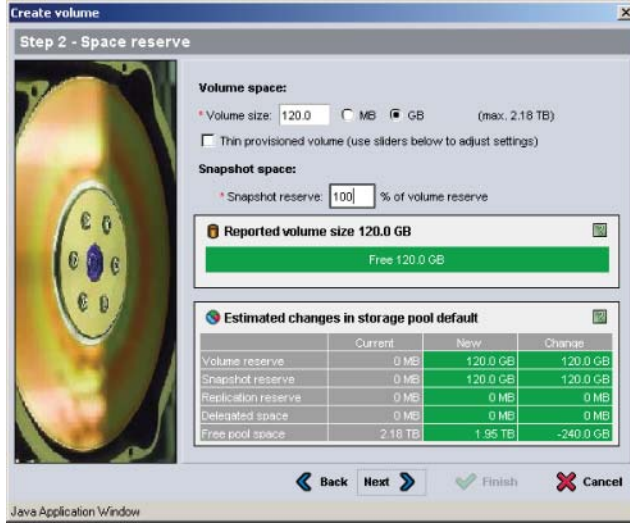 Create volume
Step 2 - Space reserve
Volume space:
* Volume size: 120.0 MB GB (max. 2.18 TB)
Thin provisioned volume (use sliders below to adjust settings)
Snapshot space:
* Snapshot reserve: 100 % of volume reserve
Reported volume size 120.0 GB
Free 120.0 GB
Estimated changes in storage pool default
Current New Change
Volume reserve 0 MB 120.0 GB 120.0 GB
Snapshot reserve 0 MB 120.0 GB 120.0 GB
Replication reserve 0 MB 0 MB 0 MB
Delegated space 0 MB 0 MB 0 MB
Free pool space 2.18 TB 1.95 TB -240.0 GB
Back Next Finish Cancel
Java Application Window